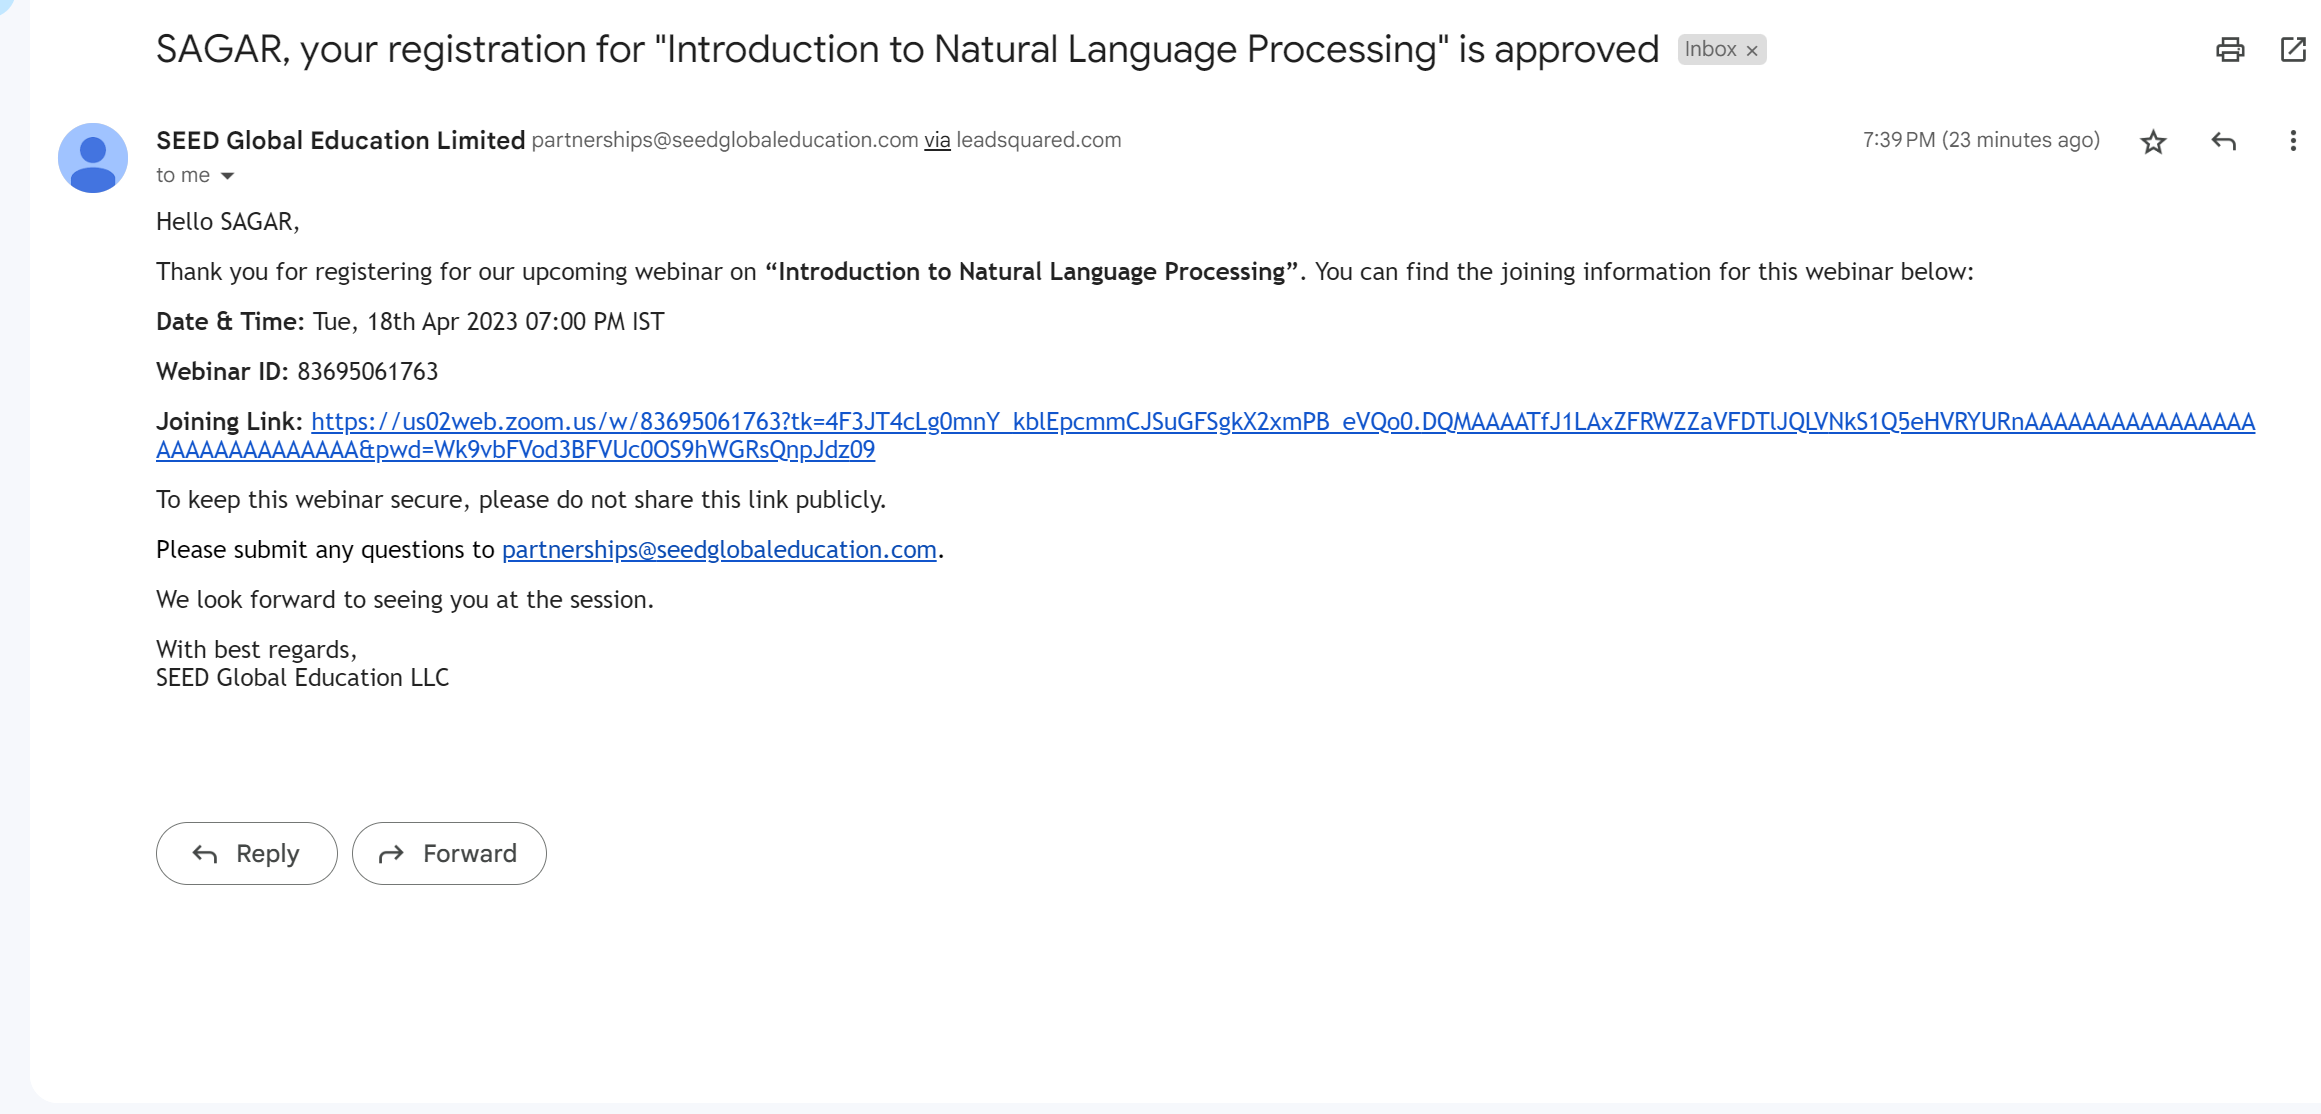 SAGAR, your registration for "Introduction to Natural Language Processing" is approved Inbox ×
SEED Global Education Limited partnerships@seedglobaleducation.com via leadsquared.com 7:39 PM (23 minutes ago)
to me
Hello SAGAR,
Thank you for registering for our upcoming webinar on “Introduction to Natural Language Processing”. You can find the joining information for this webinar below:
Date & Time: Tue, 18th Apr 2023 07:00 PM IST
Webinar ID: 83695061763
Joining Link: https://us02web.zoom.us/w/83695061763?tk=4F3JT4cLg0mnY_kblEpcmmCJSuGFSgkX2xmPB_eVQo0.DQMAAAATfJ1LAxZFRWZZaVFDTlJQLVNkS1Q5eHVRYURnAAAAAAAAAAAAAAAA
AAAAAAAAAAAAAA&pwd=Wk9vbFVod3BFVUc0OS9hWGRsQnpJdz09
To keep this webinar secure, please do not share this link publicly.
Please submit any questions to partnerships@seedglobaleducation.com.
We look forward to seeing you at the session.
With best regards,
SEED Global Education LLC
Reply Forward